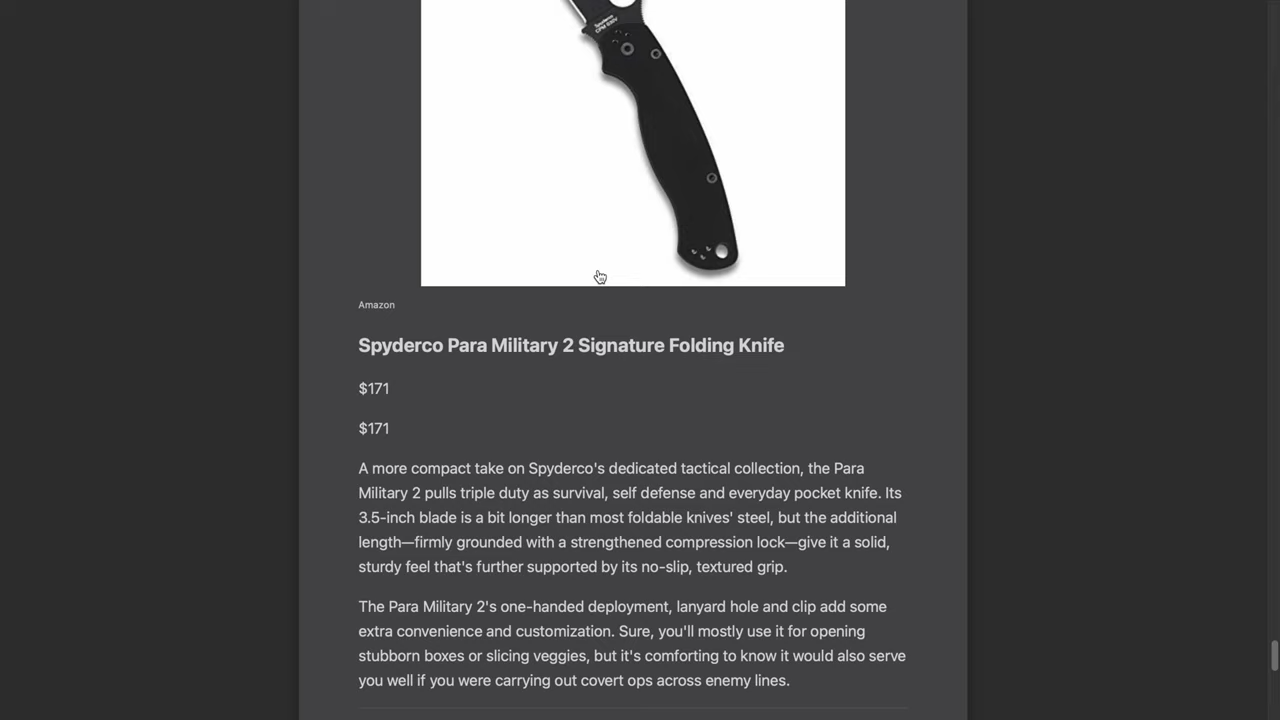 Spyderco
CPM S30V
Amazon
Spyderco Para Military 2 Signature Folding Knife
$171
$171
A more compact take on Spyderco's dedicated tactical collection, the Para
Military 2 pulls triple duty as survival, self defense and everyday pocket knife. Its
3.5-inch blade is a bit longer than most foldable knives' steel, but the additional
length—firmly grounded with a strengthened compression lock—give it a solid,
sturdy feel that's further supported by its no-slip, textured grip.
The Para Military 2's one-handed deployment, lanyard hole and clip add some
extra convenience and customization. Sure, you'll mostly use it for opening
stubborn boxes or slicing veggies, but it's comforting to know it would also serve
you well if you were carrying out covert ops across enemy lines.